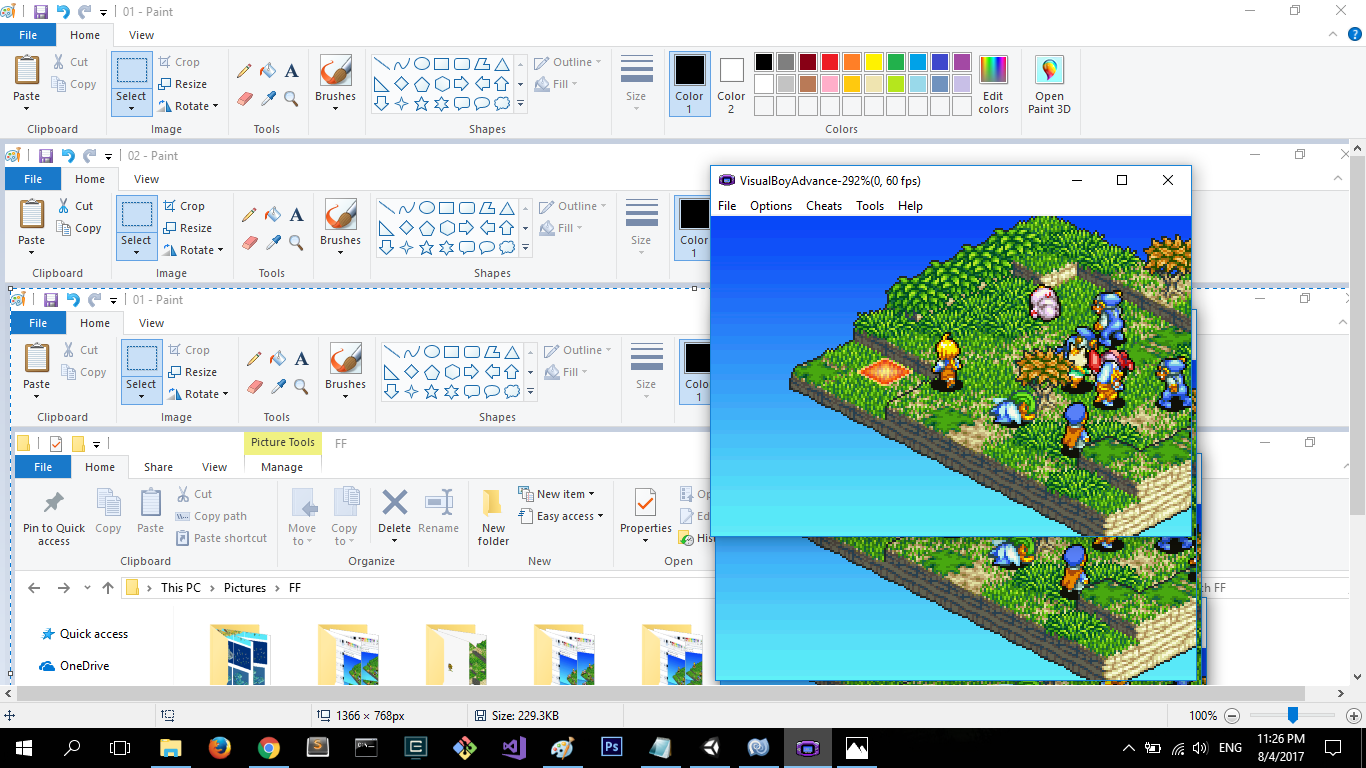 01 - Paint
File Home View
Paste Cut Copy Select Crop Resize Rotate A Brushes Outline Fill Size Color 1 Color 2 Edit colors Open Paint 3D
Clipboard Image Tools Shapes Colors
02 - Paint
File Home View
Paste Cut Copy Select Crop Resize Rotate A Brushes Outline Fill Size Color 1
Clipboard Image Tools Shapes
VisualBoyAdvance-292%(0, 60 fps)
File Options Cheats Tools Help
01 - Paint
File Home View
Paste Cut Copy Select Crop Resize Rotate A Brushes Outline Fill Size Color 1
Clipboard Image Tools Shapes
Picture Tools FF
File Home Share View Manage
Pin to Quick access Copy Paste Cut Copy path Paste shortcut Move to Copy to Delete Rename New folder New item Easy access Properties
Clipboard Organize New Open
This PC Pictures FF
FF
Quick access
OneDrive
1366 × 768px Size: 229.3KB 100%
ENG 11:26 PM
8/4/2017